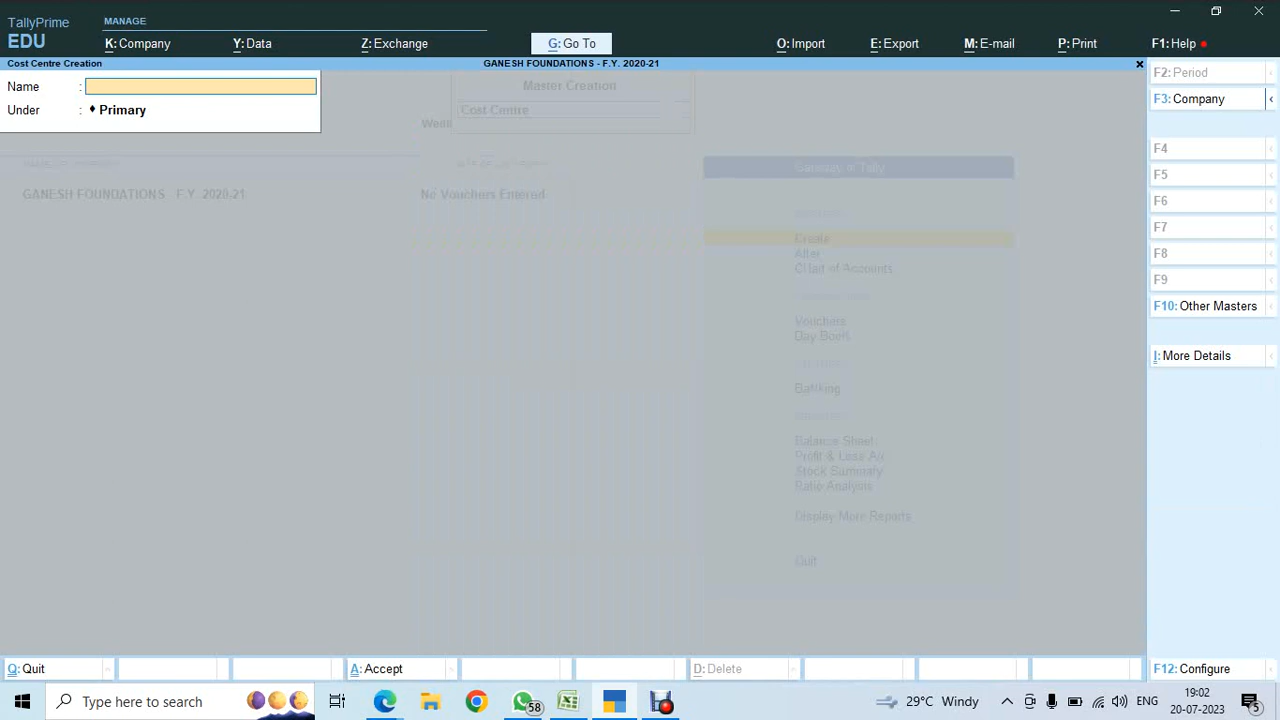 TallyPrime
EDU
MANAGE
K: Company
Y: Data
Z: Exchange
G: Go To
O: Import
E: Export
M: E-mail
P: Print
F1: Help
Cost Centre Creation
GANESH FOUNDATIONS - F.Y. 2020-21
×
Name :
Under : ♦ Primary
Master Creation
Cost Centre
GANESH FOUNDATIONS - F.Y. 2020-21
No Vouchers Entered
Gateway of Tally
Create
Alter
Chart of Accounts
Vouchers
Day Book
Banking
Balance Sheet
Profit & Loss A/c
Stock Summary
Ratio Analysis
Display More Reports
Quit
F2: Period
F3: Company
F4
F5
F6
F7
F8
F9
F10: Other Masters
I: More Details
Q: Quit
A: Accept
D: Delete
F12: Configure
Type here to search
58
29°C Windy
ENG
19:02
20-07-2023
5